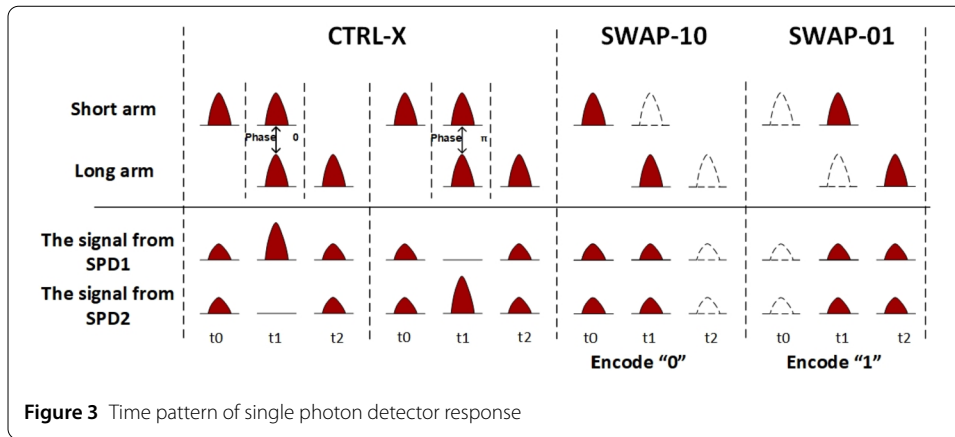 CTRL-X SWAP-10 SWAP-01
Short arm
Phase 0 Phase π
Long arm
The signal from
SPD1
The signal from
SPD2
t0 t1 t2 t0 t1 t2 t0 t1 t2 t0 t1 t2
Encode “0” Encode “1”
Figure 3 Time pattern of single photon detector response